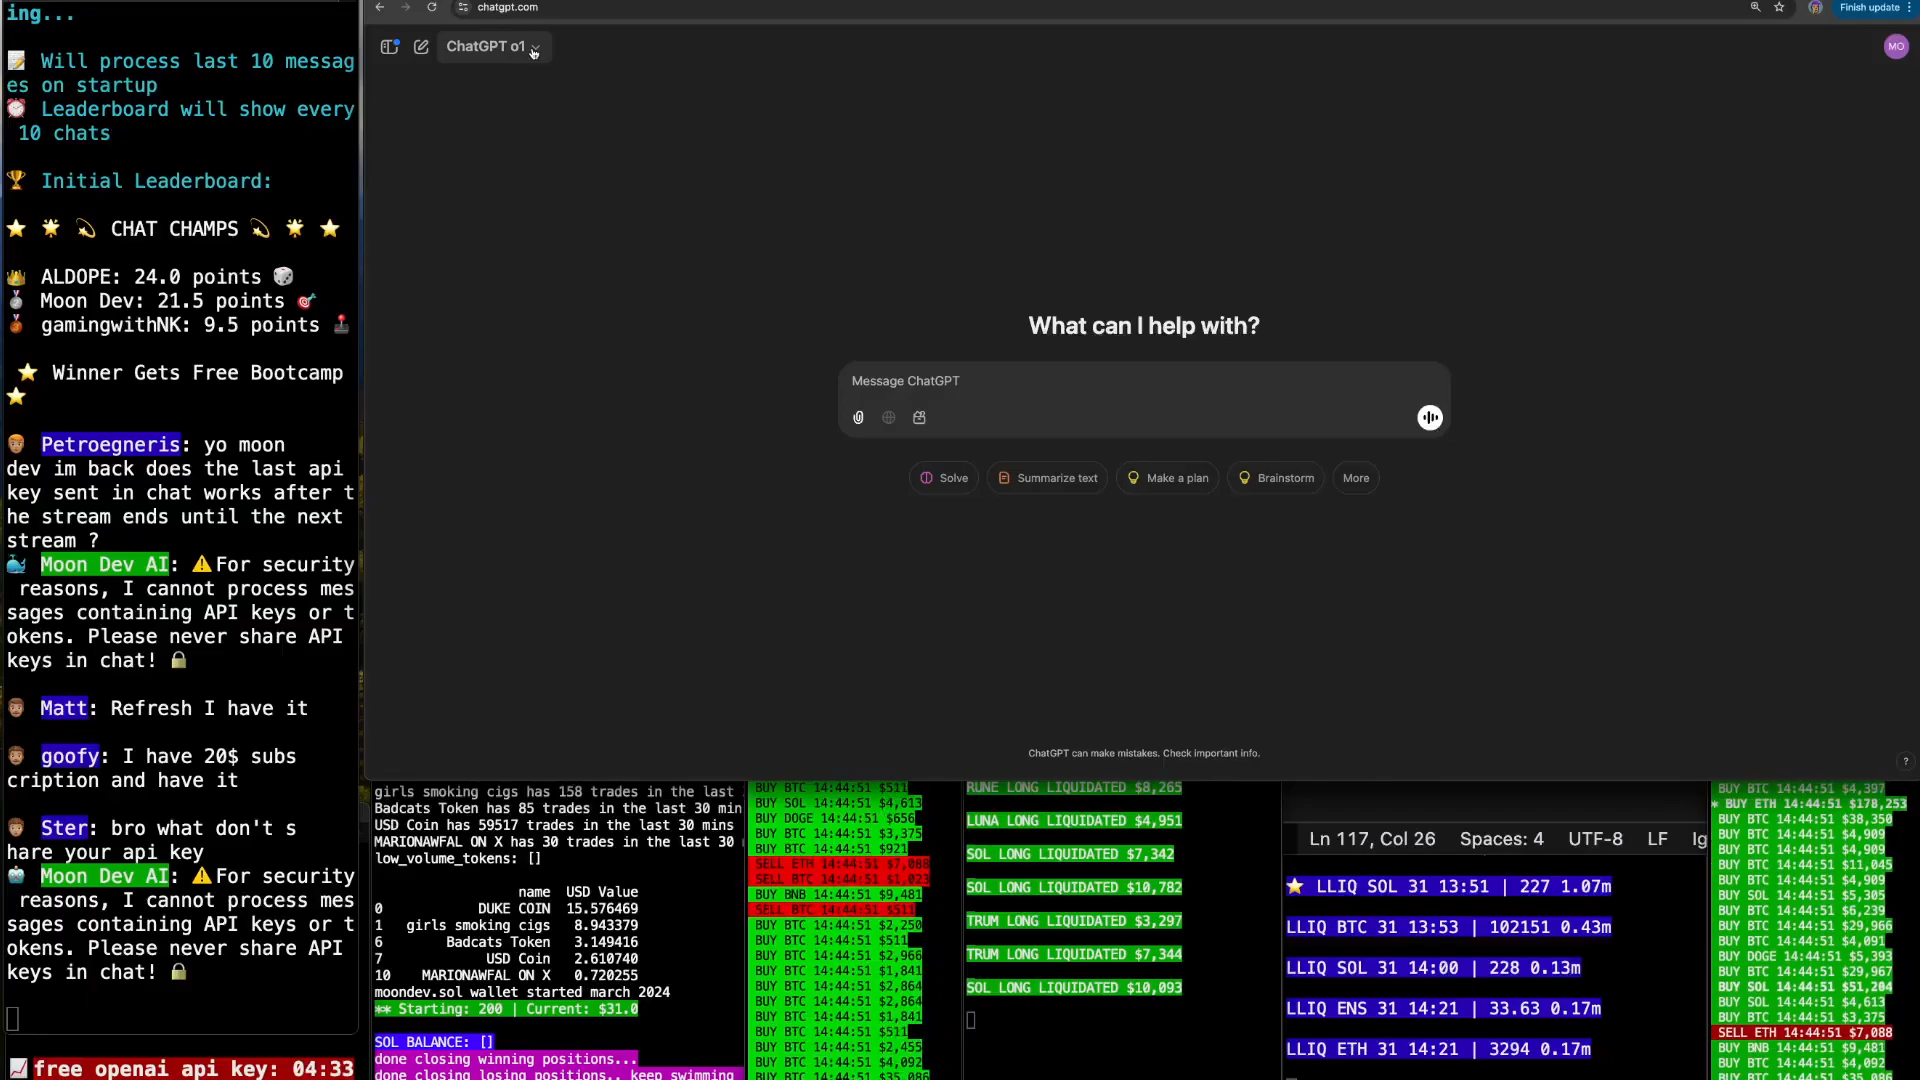 ing...
Will process last 10 messag
es on startup
Leaderboard will show every
10 chats
Initial Leaderboard:
CHAT CHAMPS
ALDOPE: 24.0 points
Moon Dev: 21.5 points
gamingwithNK: 9.5 points
Winner Gets Free Bootcamp
Petroegneris: yo moon
dev im back does the last api
key sent in chat works after t
he stream ends until the next
stream ?
Moon Dev AI: ⚠️For security
reasons, I cannot process mes
sages containing API keys or t
okens. Please never share API
keys in chat! 🔒
Matt: Refresh I have it
goofy: I have 20$ subs
cription and have it
Ster: bro what don't s
hare your api key
Moon Dev AI: ⚠️For security
reasons, I cannot process mes
sages containing API keys or t
okens. Please never share API
keys in chat! 🔒
free openai api key: 04:33
chatgpt.com
Finish update
ChatGPT o1
MO
What can I help with?
Message ChatGPT
Solve
Summarize text
Make a plan
Brainstorm
More
ChatGPT can make mistakes. Check important info.
?
girls smoking cigs has 158 trades in the last
Badcats Token has 85 trades in the last 30 min
USD Coin has 59517 trades in the last 30 mins
MARIONAWFAL ON X has 30 trades in the last 30
low_volume_tokens: []
name USD Value
0 DUKE COIN 15.576469
1 girls smoking cigs 8.943379
6 Badcats Token 3.149416
7 USD Coin 2.610740
10 MARIONAWFAL ON X 0.720255
moondev.sol wallet started march 2024
** Starting: 200 | Current: $31.0
SOL BALANCE: []
done closing winning positions...
done closing losing positions.. keep swimming
BUY BTC 14:44:51 $511
BUY SOL 14:44:51 $4,613
BUY DOGE 14:44:51 $656
BUY BTC 14:44:51 $3,375
BUY BTC 14:44:51 $921
SELL ETH 14:44:51 $7,088
SELL BTC 14:44:51 $1,023
BUY BNB 14:44:51 $9,481
SELL BTC 14:44:51 $511
BUY BTC 14:44:51 $2,250
BUY BTC 14:44:51 $511
BUY BTC 14:44:51 $2,966
BUY BTC 14:44:51 $1,841
BUY BTC 14:44:51 $2,864
BUY BTC 14:44:51 $2,864
BUY BTC 14:44:51 $1,841
BUY BTC 14:44:51 $511
BUY BTC 14:44:51 $2,455
BUY BTC 14:44:51 $4,092
BUY BTC 14:44:51 $35,086
RUNE LONG LIQUIDATED $8,265
LUNA LONG LIQUIDATED $4,951
SOL LONG LIQUIDATED $7,342
SOL LONG LIQUIDATED $10,782
TRUM LONG LIQUIDATED $3,297
TRUM LONG LIQUIDATED $7,344
SOL LONG LIQUIDATED $10,093
Ln 117, Col 26 Spaces: 4 UTF-8 LF Ig
LLIQ SOL 31 13:51 | 227 1.07m
LLIQ BTC 31 13:53 | 102151 0.43m
LLIQ SOL 31 14:00 | 228 0.13m
LLIQ ENS 31 14:21 | 33.63 0.17m
LLIQ ETH 31 14:21 | 3294 0.17m
BUY BTC 14:44:51 $4,397
* BUY ETH 14:44:51 $178,253
BUY BTC 14:44:51 $38,350
BUY BTC 14:44:51 $4,909
BUY BTC 14:44:51 $4,909
BUY BTC 14:44:51 $11,045
BUY BTC 14:44:51 $4,909
BUY SOL 14:44:51 $5,305
BUY BTC 14:44:51 $6,239
BUY BTC 14:44:51 $29,966
BUY BTC 14:44:51 $4,091
BUY DOGE 14:44:51 $5,393
BUY BTC 14:44:51 $29,967
BUY SOL 14:44:51 $51,204
BUY SOL 14:44:51 $4,613
BUY BTC 14:44:51 $3,375
SELL ETH 14:44:51 $7,088
BUY BNB 14:44:51 $9,481
BUY BTC 14:44:51 $4,092
BUY BTC 14:44:51 $35,086